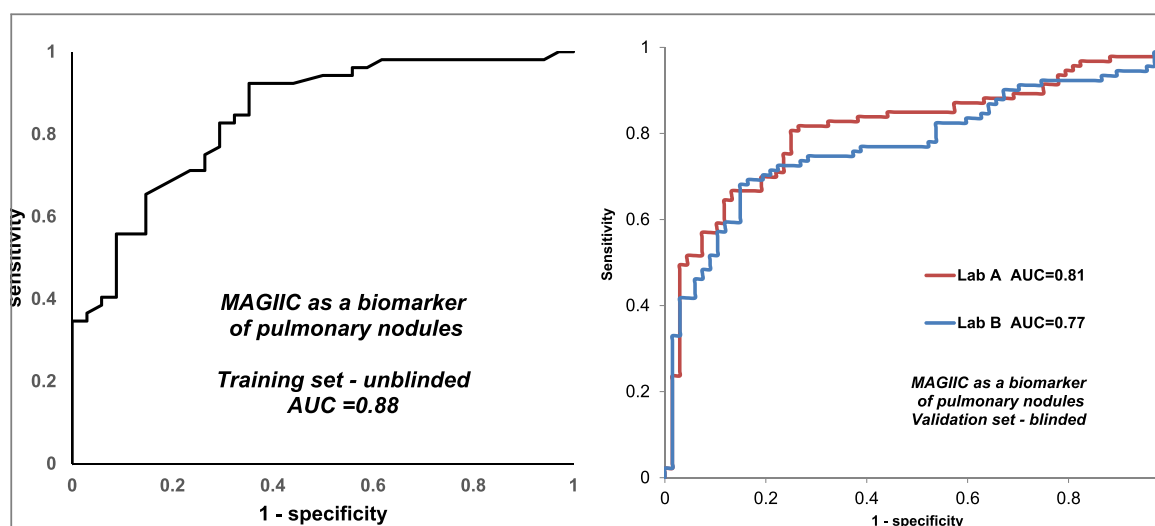 1
0.8
0.6
0.4
0.2
0
sensitivity
MAGIIC as a biomarker
of pulmonary nodules
Training set - unblinded
AUC =0.88
0 0.2 0.4 0.6 0.8 1
1 - specificity
1
0.8
0.6
0.4
0.2
0
Sensitivity
Lab A AUC=0.81
Lab B AUC=0.77
MAGIIC as a biomarker
of pulmonary nodules
Validation set - blinded
0 0.2 0.4 0.6 0.8
1 - specificity